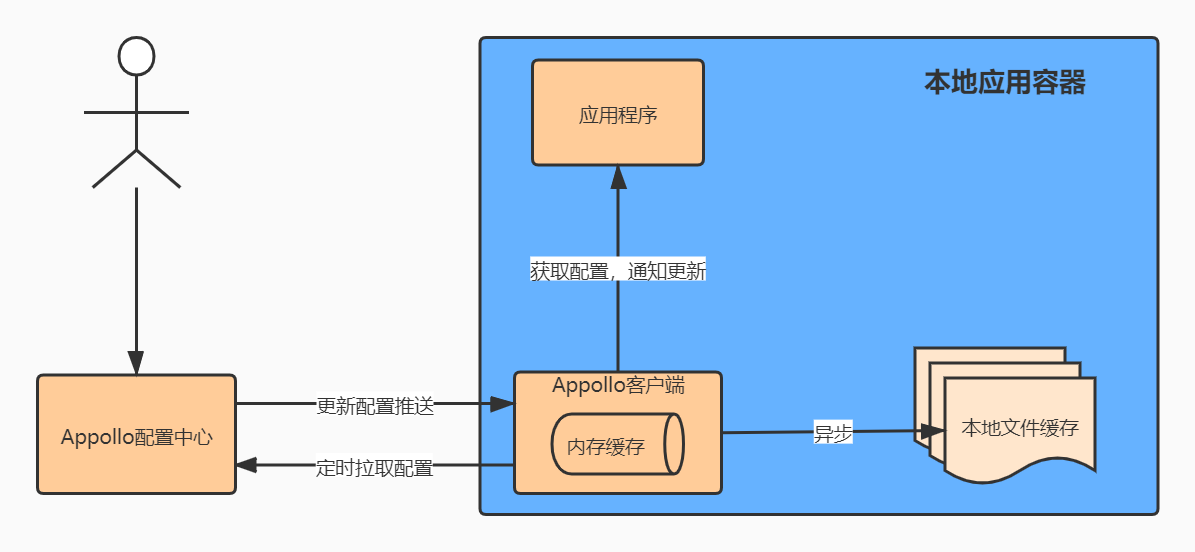 本地应用容器
应用程序
获取配置，通知更新
Appollo客户端
内存缓存
更新配置推送
定时拉取配置
Appollo配置中心
异步
本地文件缓存